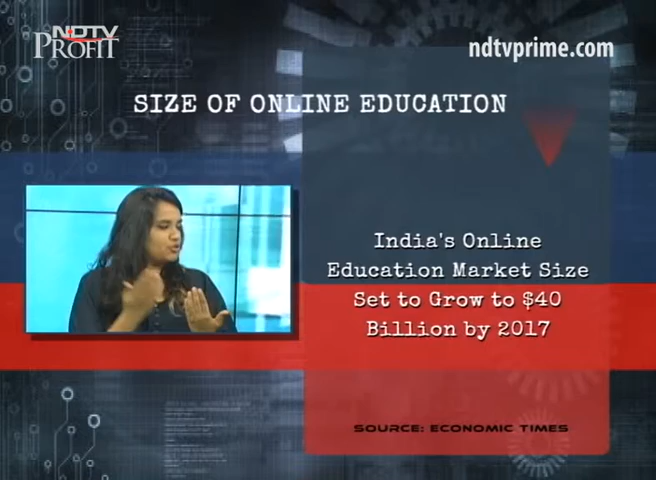 NDTV
PROFIT
ndtvprime.com
SIZE OF ONLINE EDUCATION
India's Online
Education Market Size
Set to Grow to $40
Billion by 2017
SOURCE: ECONOMIC TIMES